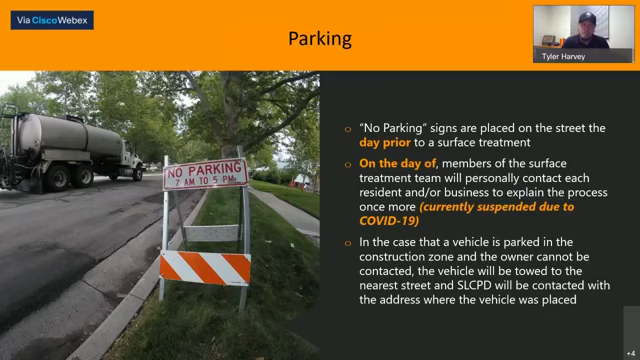 Via Cisco Webex
Parking
Tyler Harvey
NO PARKING
7 AM TO 5 PM
o "No Parking" signs are placed on the street the
day prior to a surface treatment
o On the day of, members of the surface
treatment team will personally contact each
resident and/or business to explain the process
once more (currently suspended due to
COVID-19)
o In the case that a vehicle is parked in the
construction zone and the owner cannot be
contacted, the vehicle will be towed to the
nearest street and SLCPD will be contacted with
the address where the vehicle was placed
+4